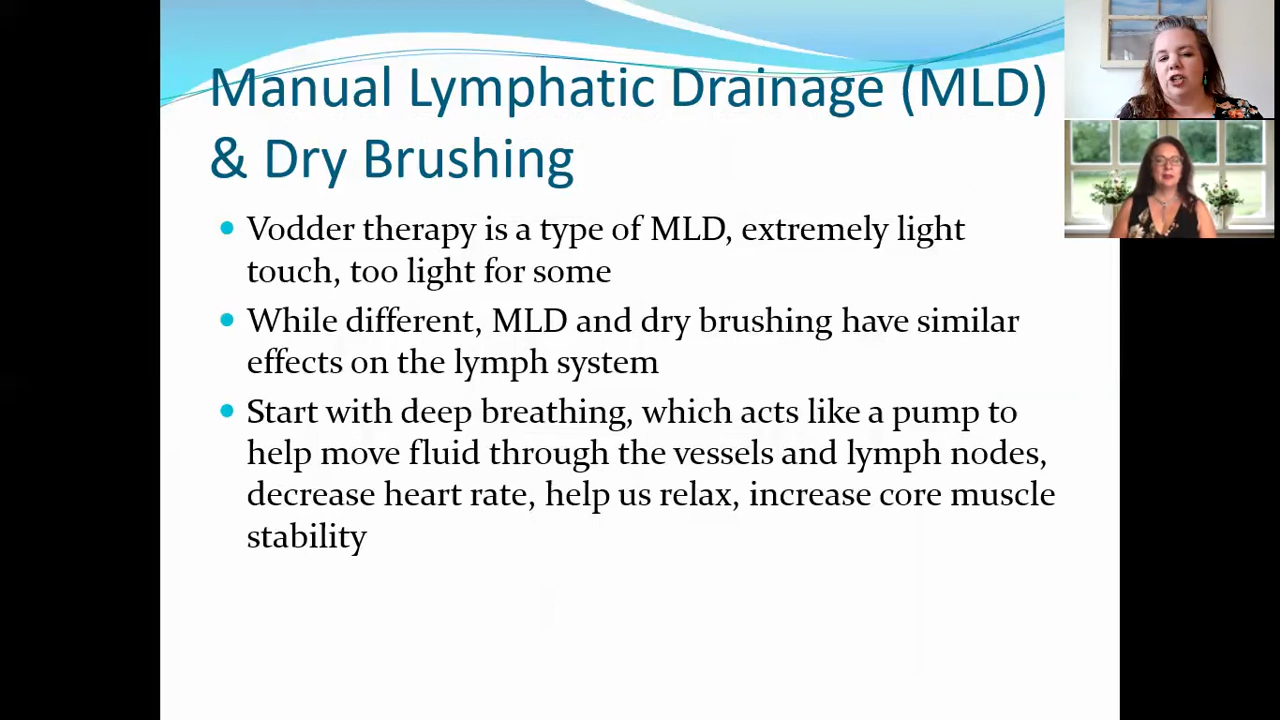 Manual Lymphatic Drainage (MLD)
& Dry Brushing
Vodder therapy is a type of MLD, extremely light
touch, too light for some
While different, MLD and dry brushing have similar
effects on the lymph system
Start with deep breathing, which acts like a pump to
help move fluid through the vessels and lymph nodes,
decrease heart rate, help us relax, increase core muscle
stability